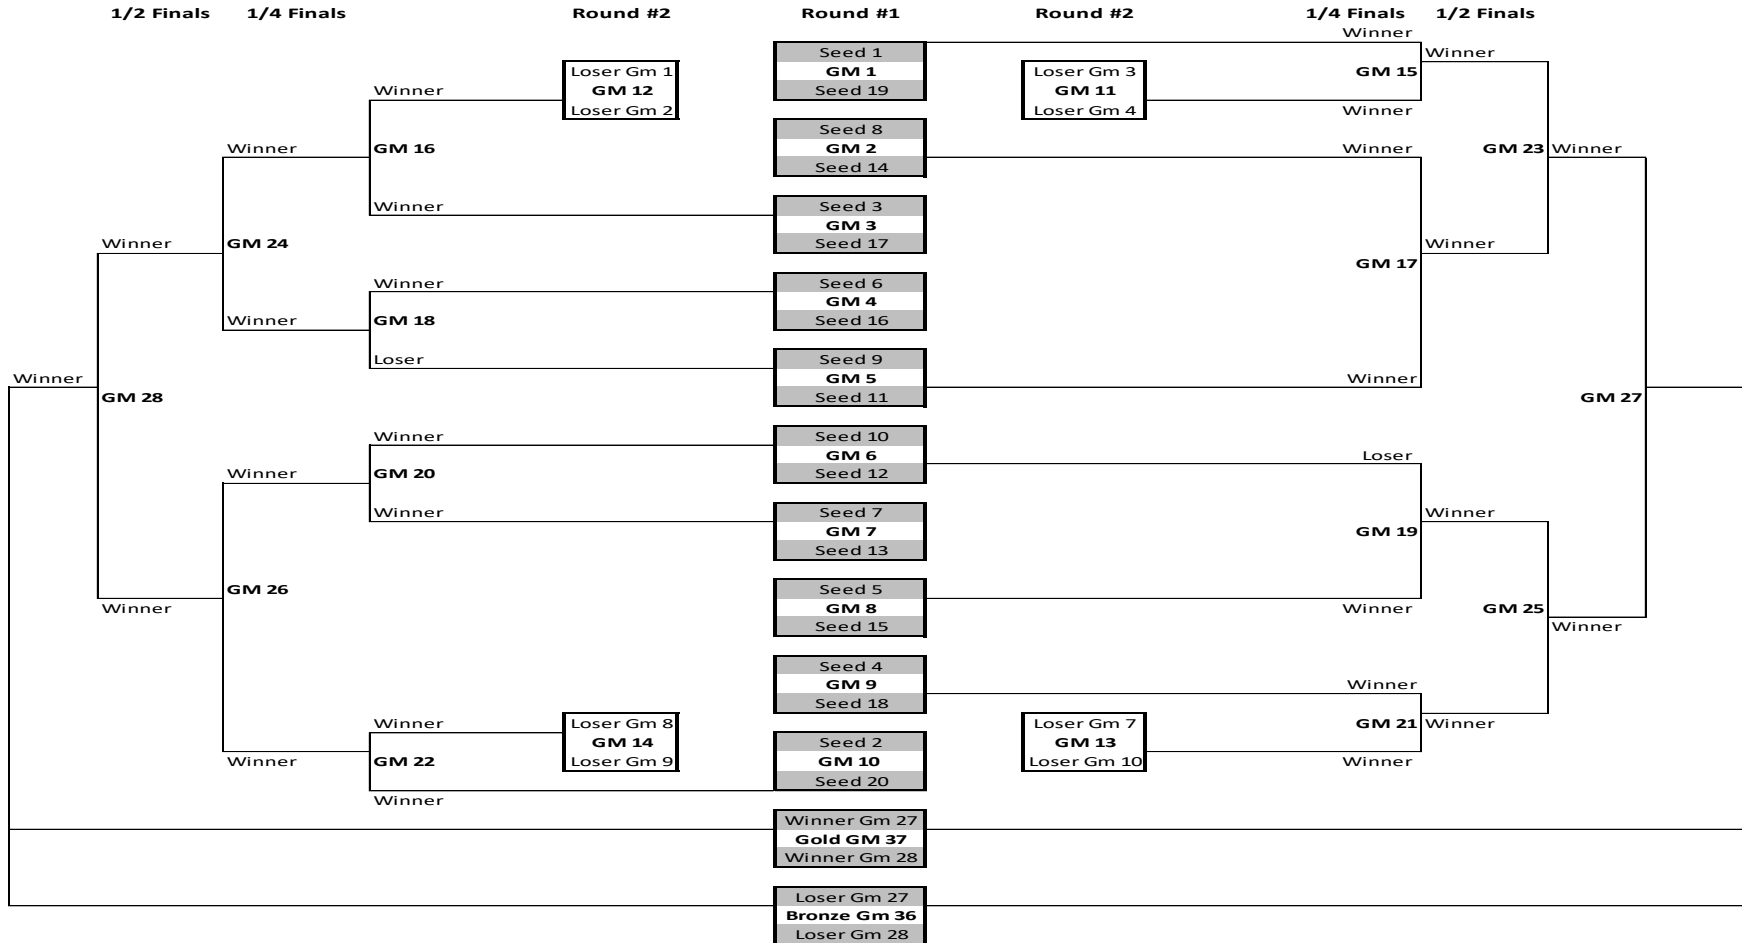 1/2 Finals 1/4 Finals Round #2 Round #1 Round #2 1/4 Finals 1/2 Finals
Winner
Seed 1
Winner
Loser Gm 1 GM 1 Loser Gm 3 GM 15
Winner GM 12 Seed 19 GM 11
Loser Gm 2 Loser Gm 4 Winner
Seed 8
Winner GM 16 GM 2 Winner GM 23 Winner
Seed 14
Winner Seed 3
GM 3
Winner GM 24 Seed 17 Winner
GM 17
Winner Seed 6
GM 4
Winner GM 18 Seed 16
Loser Seed 9
Winner GM 5 Winner
GM 28 Seed 11 GM 27
Winner Seed 10
GM 6 Loser
Winner GM 20 Seed 12
Winner Seed 7 Winner
GM 7 GM 19
Seed 13
GM 26 Seed 5
Winner GM 8 Winner GM 25
Seed 15 Winner
Seed 4
GM 9 Winner
Seed 18
Winner Loser Gm 8 Loser Gm 7 GM 21 Winner
GM 14 Seed 2 GM 13
Winner GM 22 Loser Gm 9 GM 10 Loser Gm 10 Winner
Seed 20
Winner
Winner Gm 27
Gold GM 37
Winner Gm 28
Loser Gm 27
Bronze Gm 36
Loser Gm 28